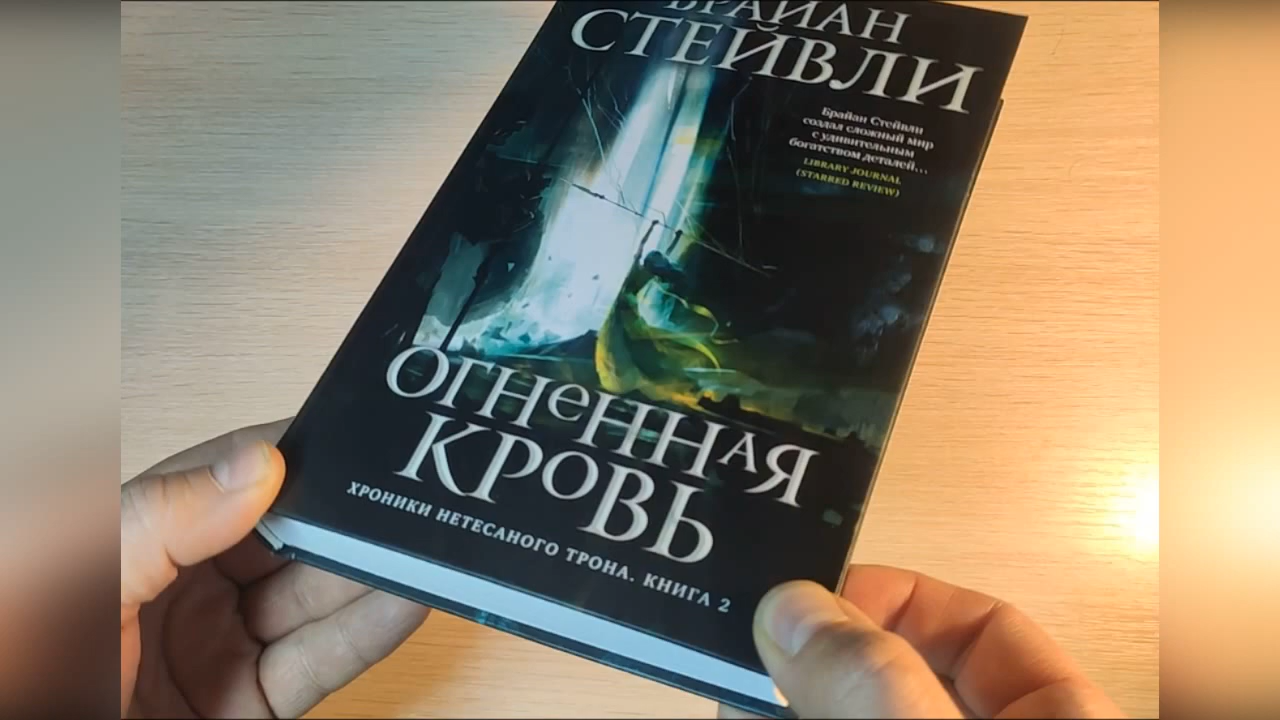 БРАЙАН
СТЕЙВЛИ
Брайан Стейвли
создал сложный мир
с удивительным
богатством деталей...
LIBRARY JOURNAL
(STARRED REVIEW)
ОГНеННаЯ
КРоВЬ
ХРОНИКИ НЕТЕСАНОГО ТРОНА. КНИГА 2